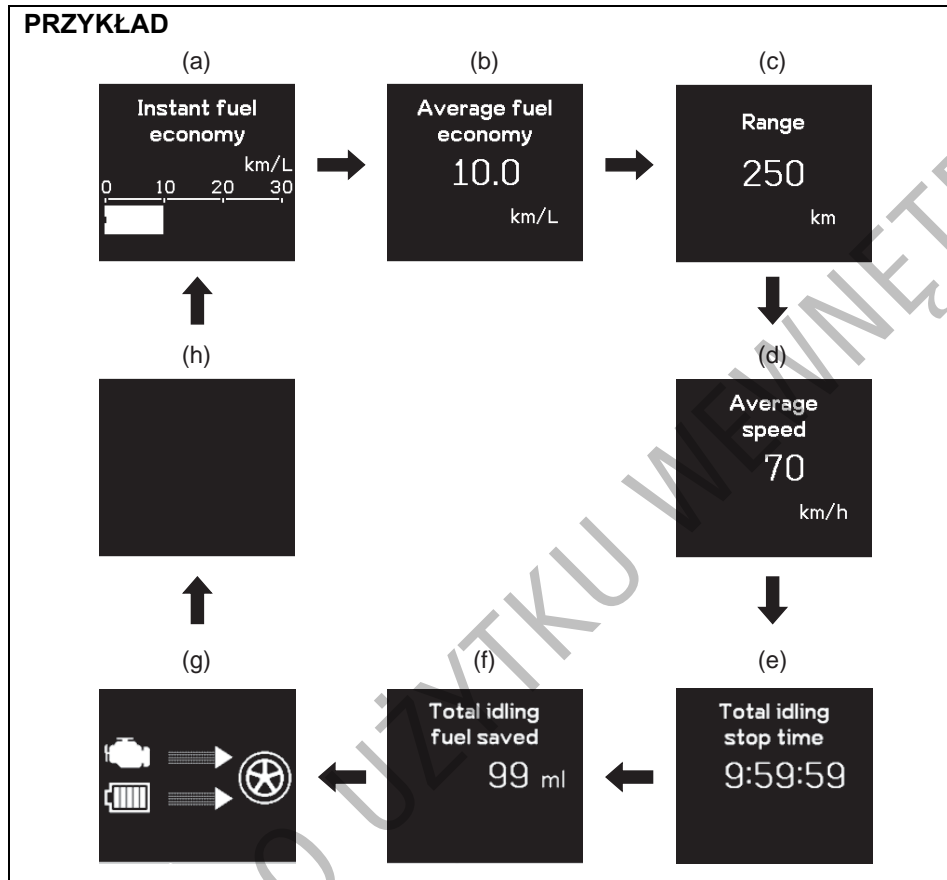 PRZYKŁAD
(a)
Instant fuel
economy
km/L
0 10 20 30
(b)
Average fuel
economy
10.0
km/L
(c)
Range
250
km
(d)
Average
speed
70
km/h
(e)
Total idling
stop time
9:59:59
(f)
Total idling
fuel saved
99 ml
(g)
(h)
UŻYTKU